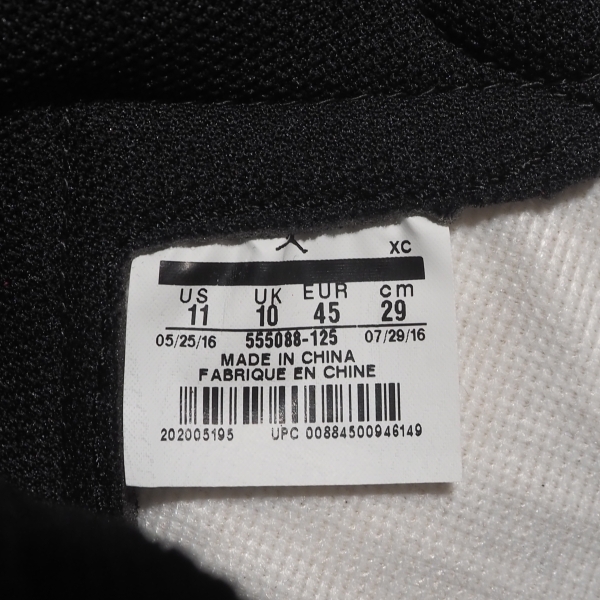 XC
US UK EUR cm
11 10 45 29
05/25/16 555088-125 07/29/16
MADE IN CHINA
FABRIQUE EN CHINE
202005195 UPC 00884500946149